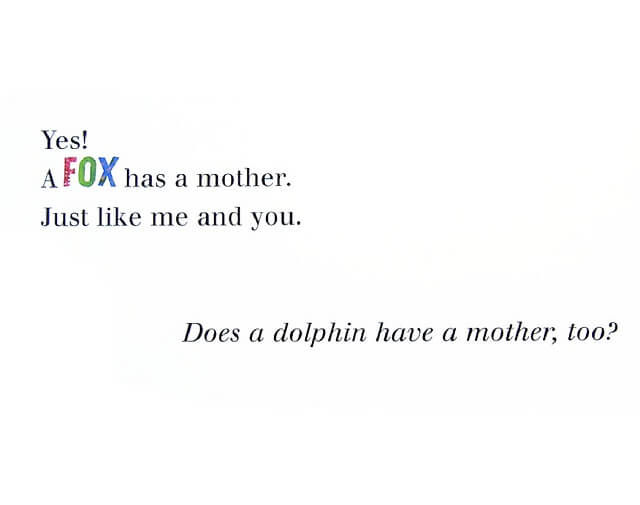 Yes!
A FOX has a mother.
Just like me and you.
Does a dolphin have a mother, too?